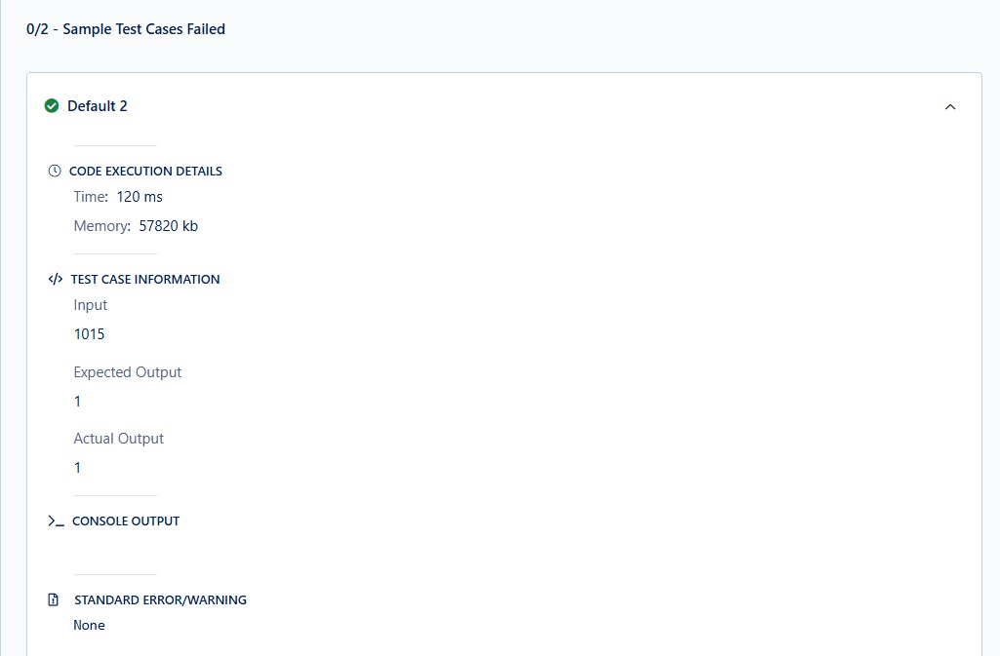 0/2 - Sample Test Cases Failed
Default 2
CODE EXECUTION DETAILS
Time: 120 ms
Memory: 57820 kb
TEST CASE INFORMATION
Input
1015
Expected Output
1
Actual Output
1
CONSOLE OUTPUT
STANDARD ERROR/WARNING
None